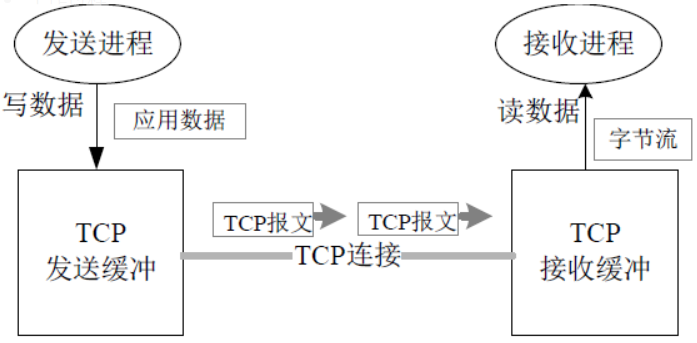 发送进程
接收进程
写数据
应用数据
读数据
字节流
TCP
发送缓冲
TCP报文
TCP报文
TCP连接
TCP
接收缓冲